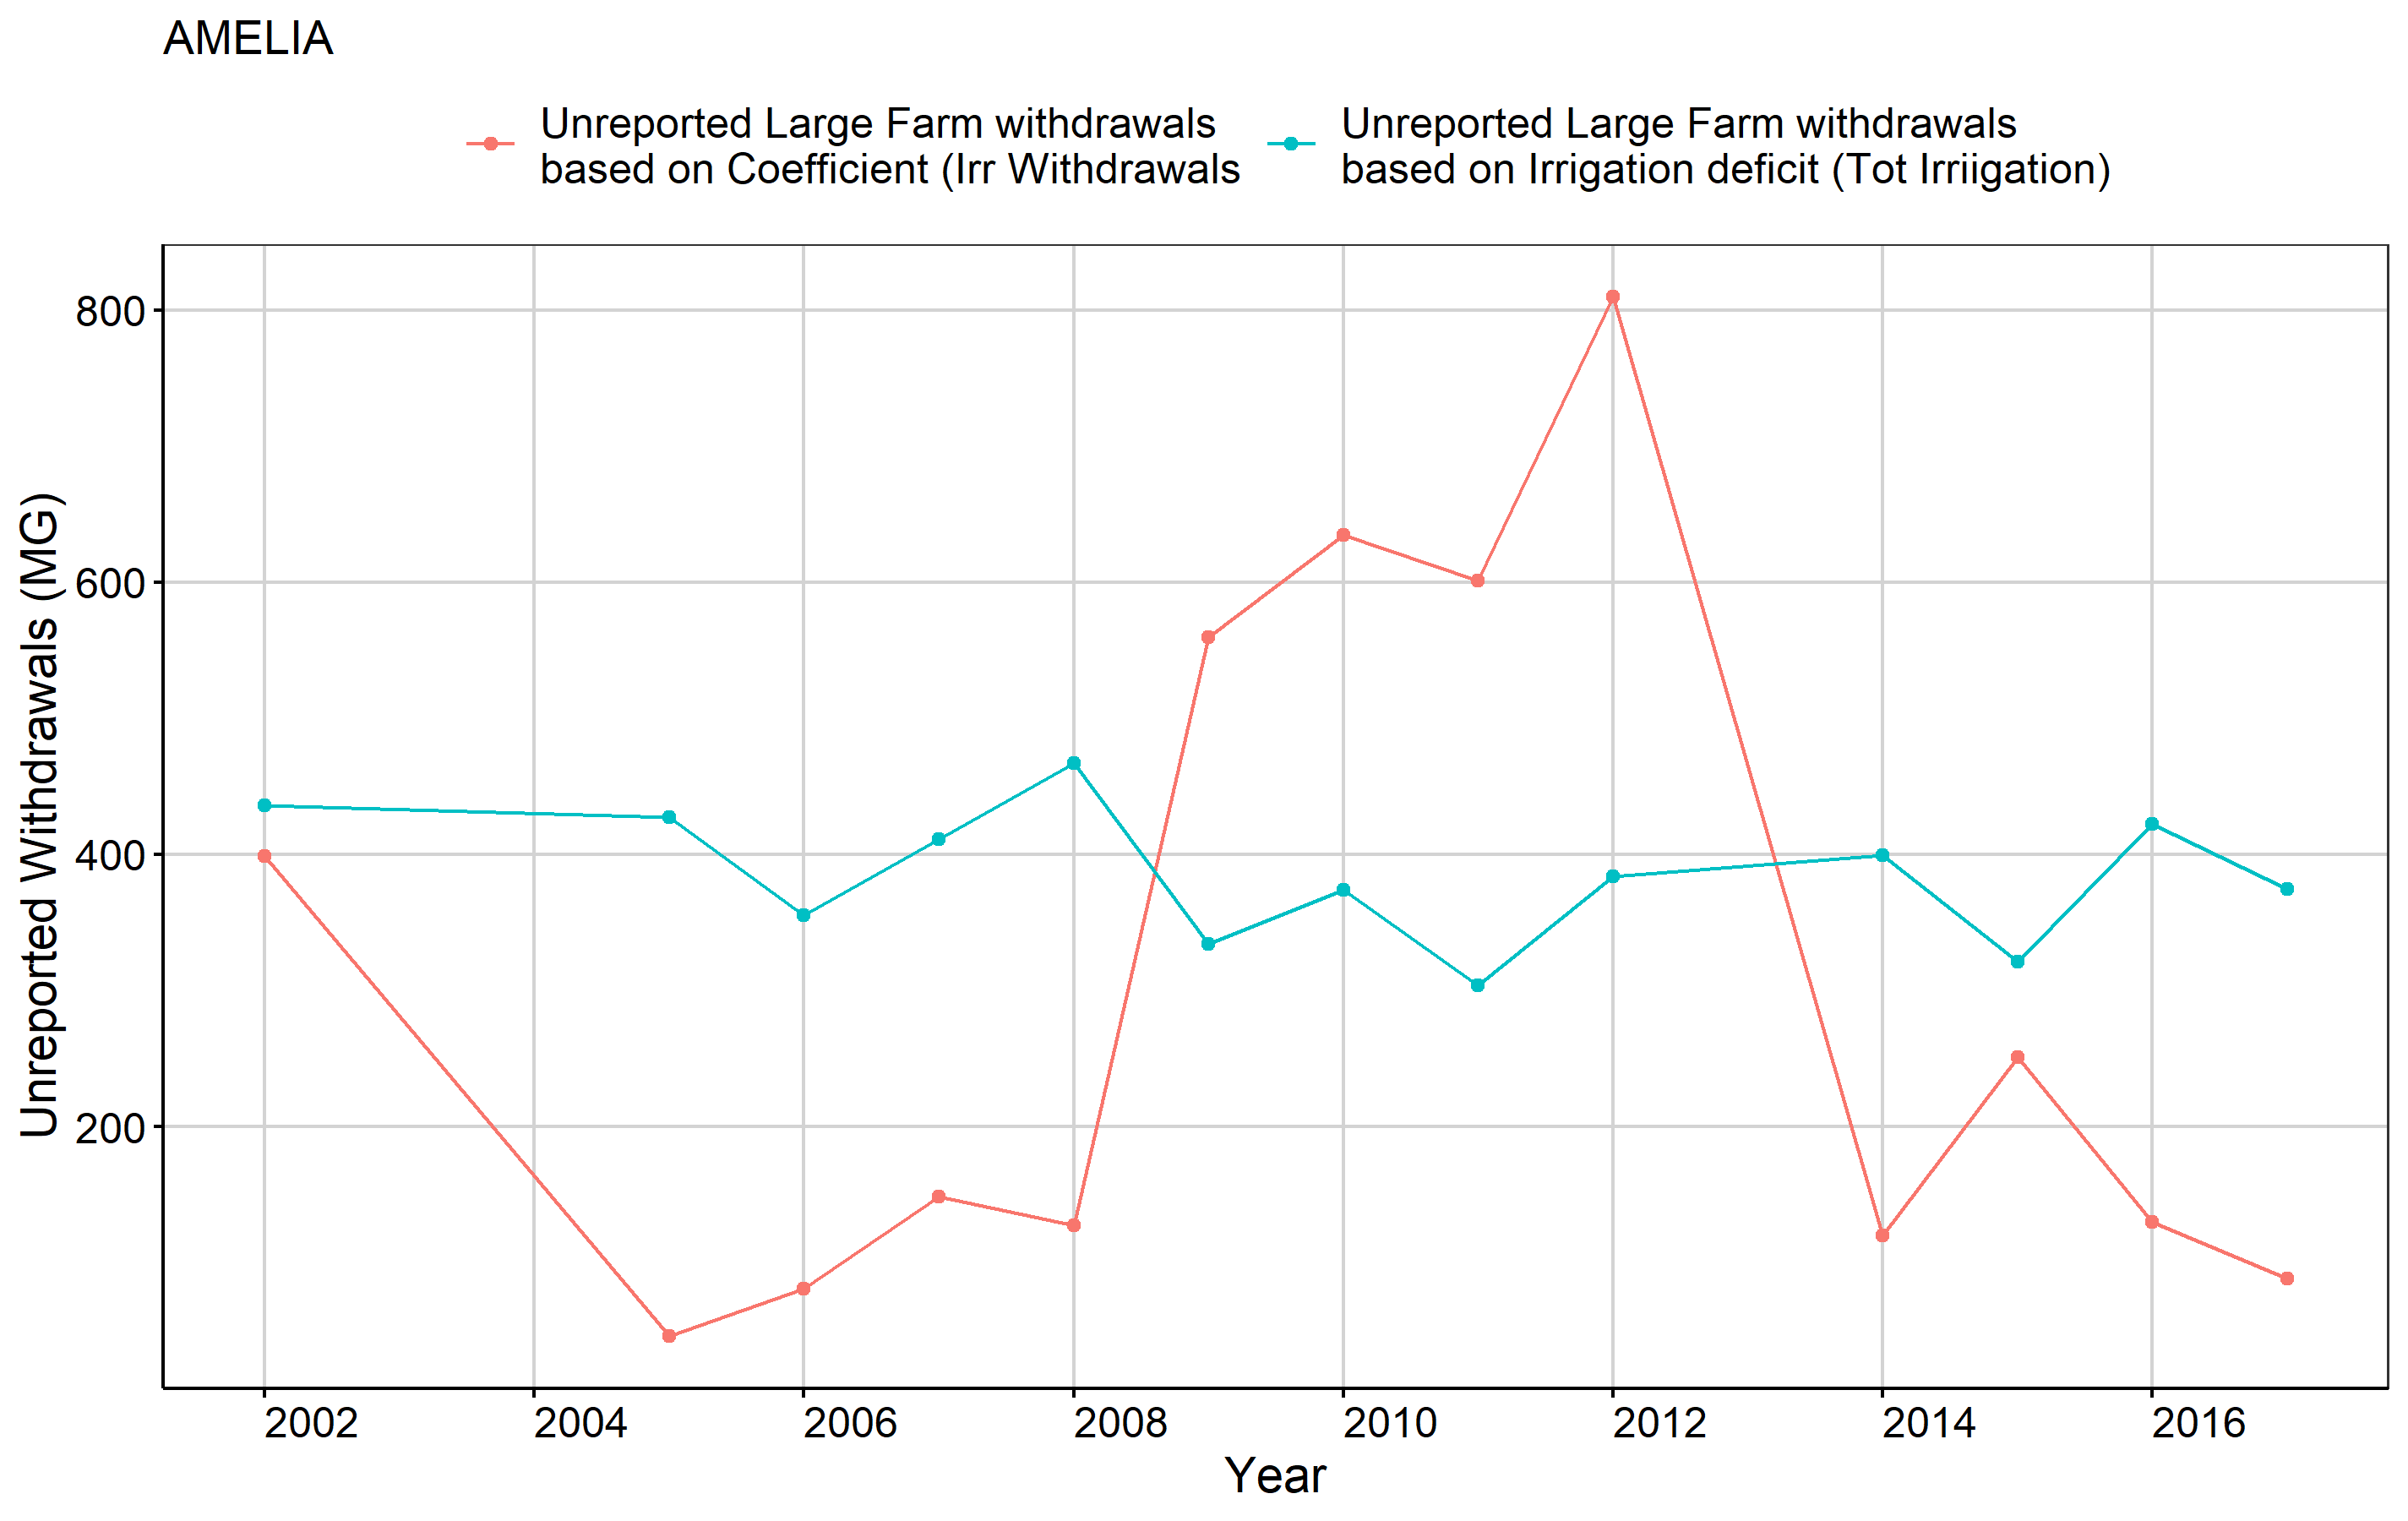 AMELIA
Unreported Large Farm withdrawals
based on Coefficient (Irr Withdrawals
Unreported Large Farm withdrawals
based on Irrigation deficit (Tot Irriigation)
Unreported Withdrawals (MG)
800
600
400
200
2002 2004 2006 2008 2010 2012 2014 2016
Year